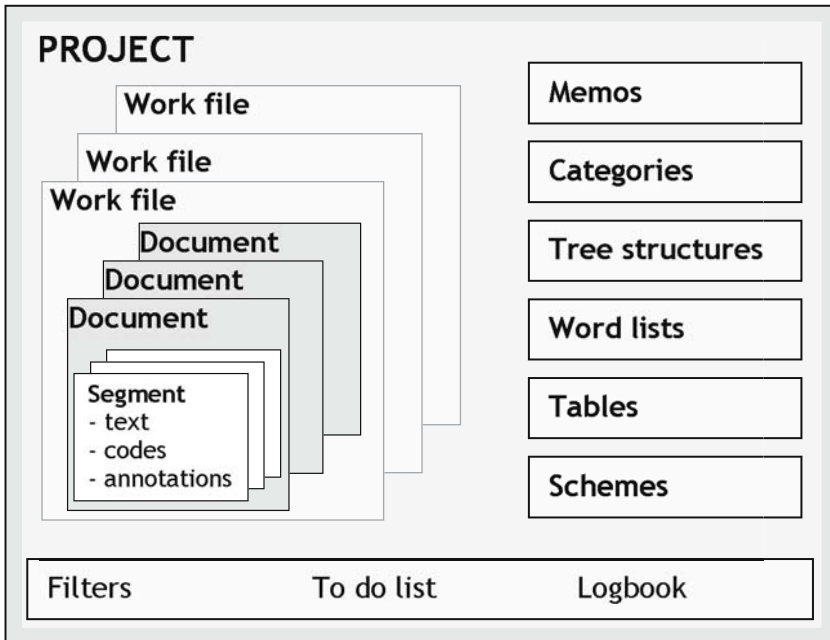 PROJECT
Work file
Work file
Work file
Document
Document
Document
Segment
- text
- codes
- annotations
Memos
Categories
Tree structures
Word lists
Tables
Schemes
Filters To do list Logbook